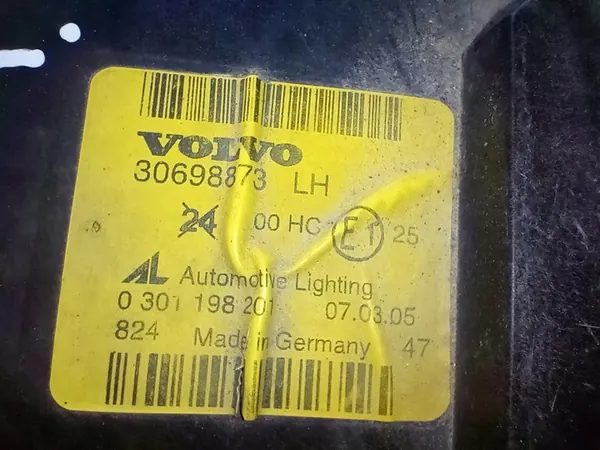 VOLVO
30698873 LH
24 00 HC E1 25
AL Automotive Lighting
0 301 198 201 07.03.05
824 Made in Germany 47